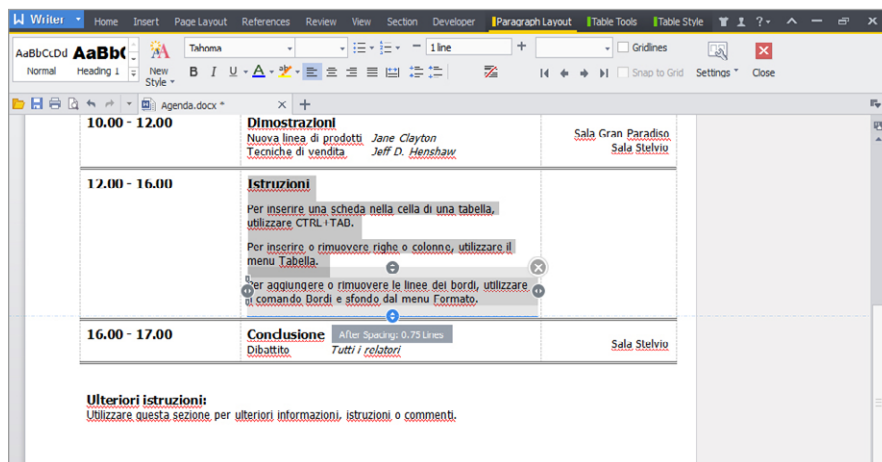 Writer Home Insert Page Layout References Review View Section Developer Paragraph Layout Table Tools Table Style
AaBbCcDd AaBb( Tahoma 1 line Gridlines
Normal Heading 1 New Style B I U A Snap to Grid Settings Close
Agenda.docx *
10.00 - 12.00 Dimostrazioni
Nuova linea di prodotti Jane Clayton Sala Gran Paradiso
Tecniche di vendita Jeff D. Henshaw Sala Stelvio
12.00 - 16.00 Istruzioni
Per inserire una scheda nella cella di una tabella,
utilizzare CTRL+TAB.
Per inserire o rimuovere righe o colonne, utilizzare il
menu Tabella.
Per aggiungere o rimuovere le linee dei bordi, utilizzare
il comando Bordi e sfondo dal menu Formato.
16.00 - 17.00 Conclusione After Spacing: 0.75 Lines
Dibattito Tutti i relatori Sala Stelvio
Ulteriori istruzioni:
Utilizzare questa sezione per ulteriori informazioni, istruzioni o commenti.